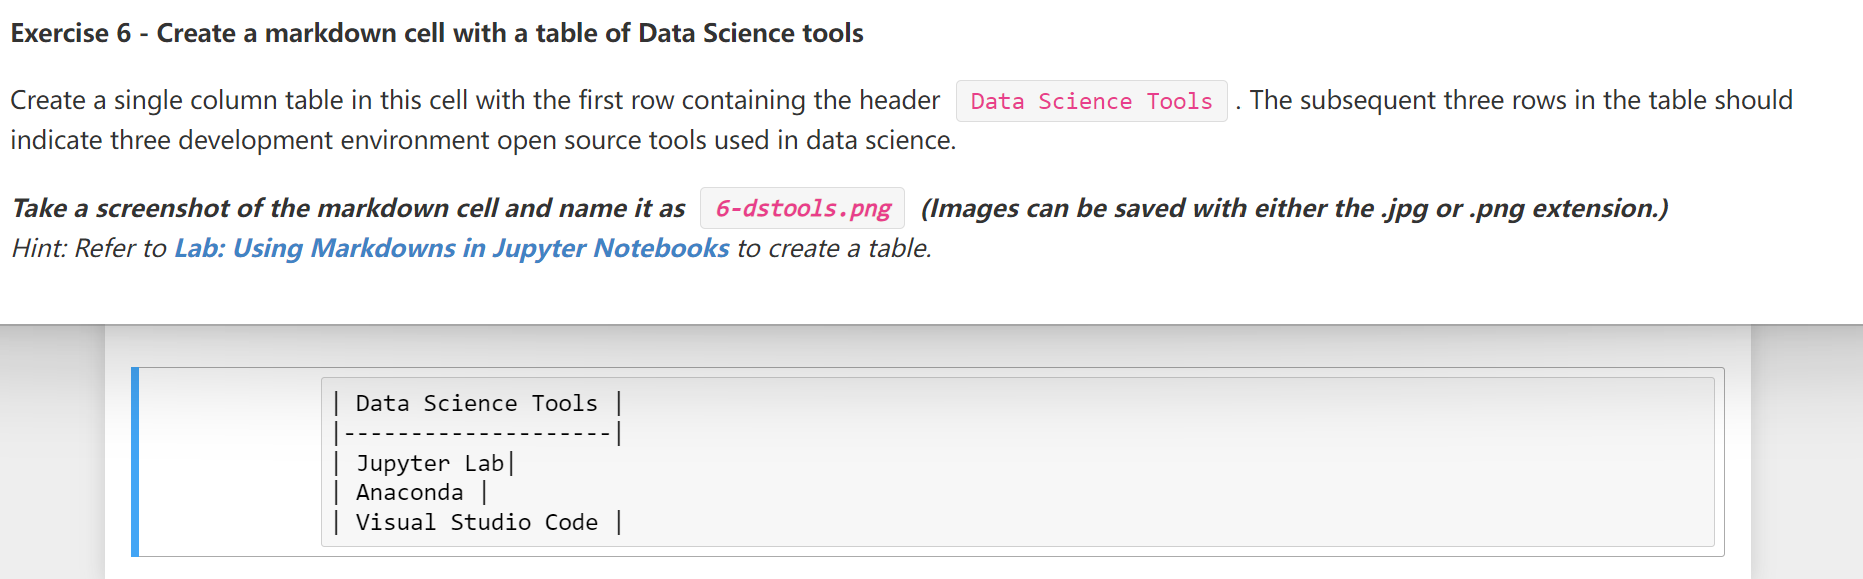 Exercise 6 - Create a markdown cell with a table of Data Science tools
Create a single column table in this cell with the first row containing the header Data Science Tools . The subsequent three rows in the table should
indicate three development environment open source tools used in data science.
Take a screenshot of the markdown cell and name it as 6-dstools.png (Images can be saved with either the .jpg or .png extension.)
Hint: Refer to Lab: Using Markdowns in Jupyter Notebooks to create a table.
| Data Science Tools |
|--------------------|
| Jupyter Lab|
| Anaconda |
| Visual Studio Code |